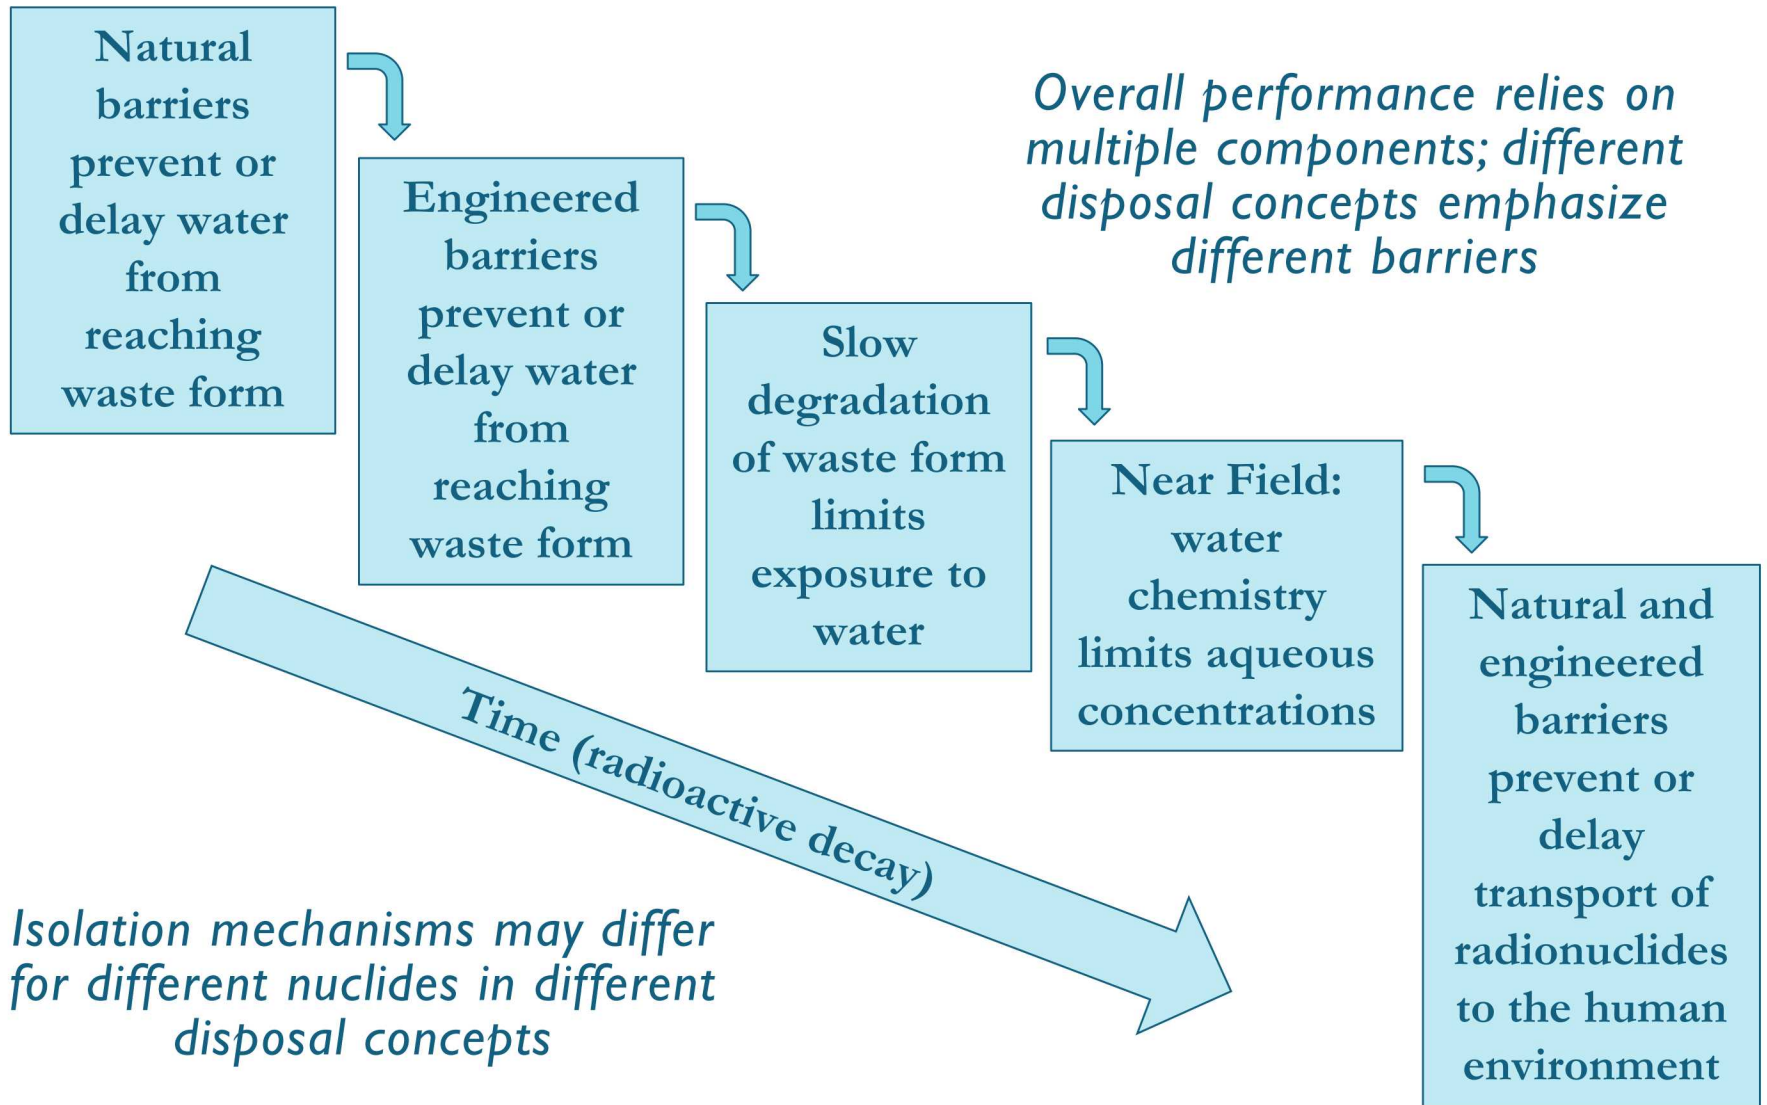 Natural
barriers
prevent or
delay water
from
reaching
waste form
Engineered
barriers
prevent or
delay water
from
reaching
waste form
Slow
degradation
of waste form
limits
exposure to
water
Near Field:
water
chemistry
limits aqueous
concentrations
Natural and
engineered
barriers
prevent or
delay
transport of
radionuclides
to the human
environment
Overall performance relies on
multiple components; different
disposal concepts emphasize
different barriers
Time (radioactive decay)
Isolation mechanisms may differ
for different nuclides in different
disposal concepts